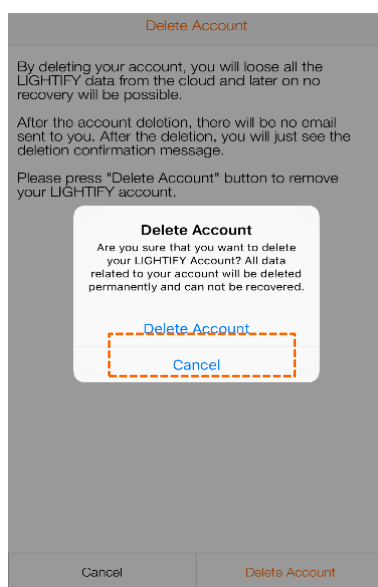 Delete Account
By deleting your account, you will loose all the
LIGHTIFY data from the cloud and later on no
recovery will be possible.
After the account deletion, there will be no email
sent to you. After the deletion, you will just see the
deletion confirmation message.
Please press "Delete Account" button to remove
your LIGHTIFY account.
Delete Account
Are you sure that you want to delete
your LIGHTIFY Account? All data
related to your account will be deleted
permanently and can not be recovered.
Delete Account
Cancel
Cancel
Delete Account